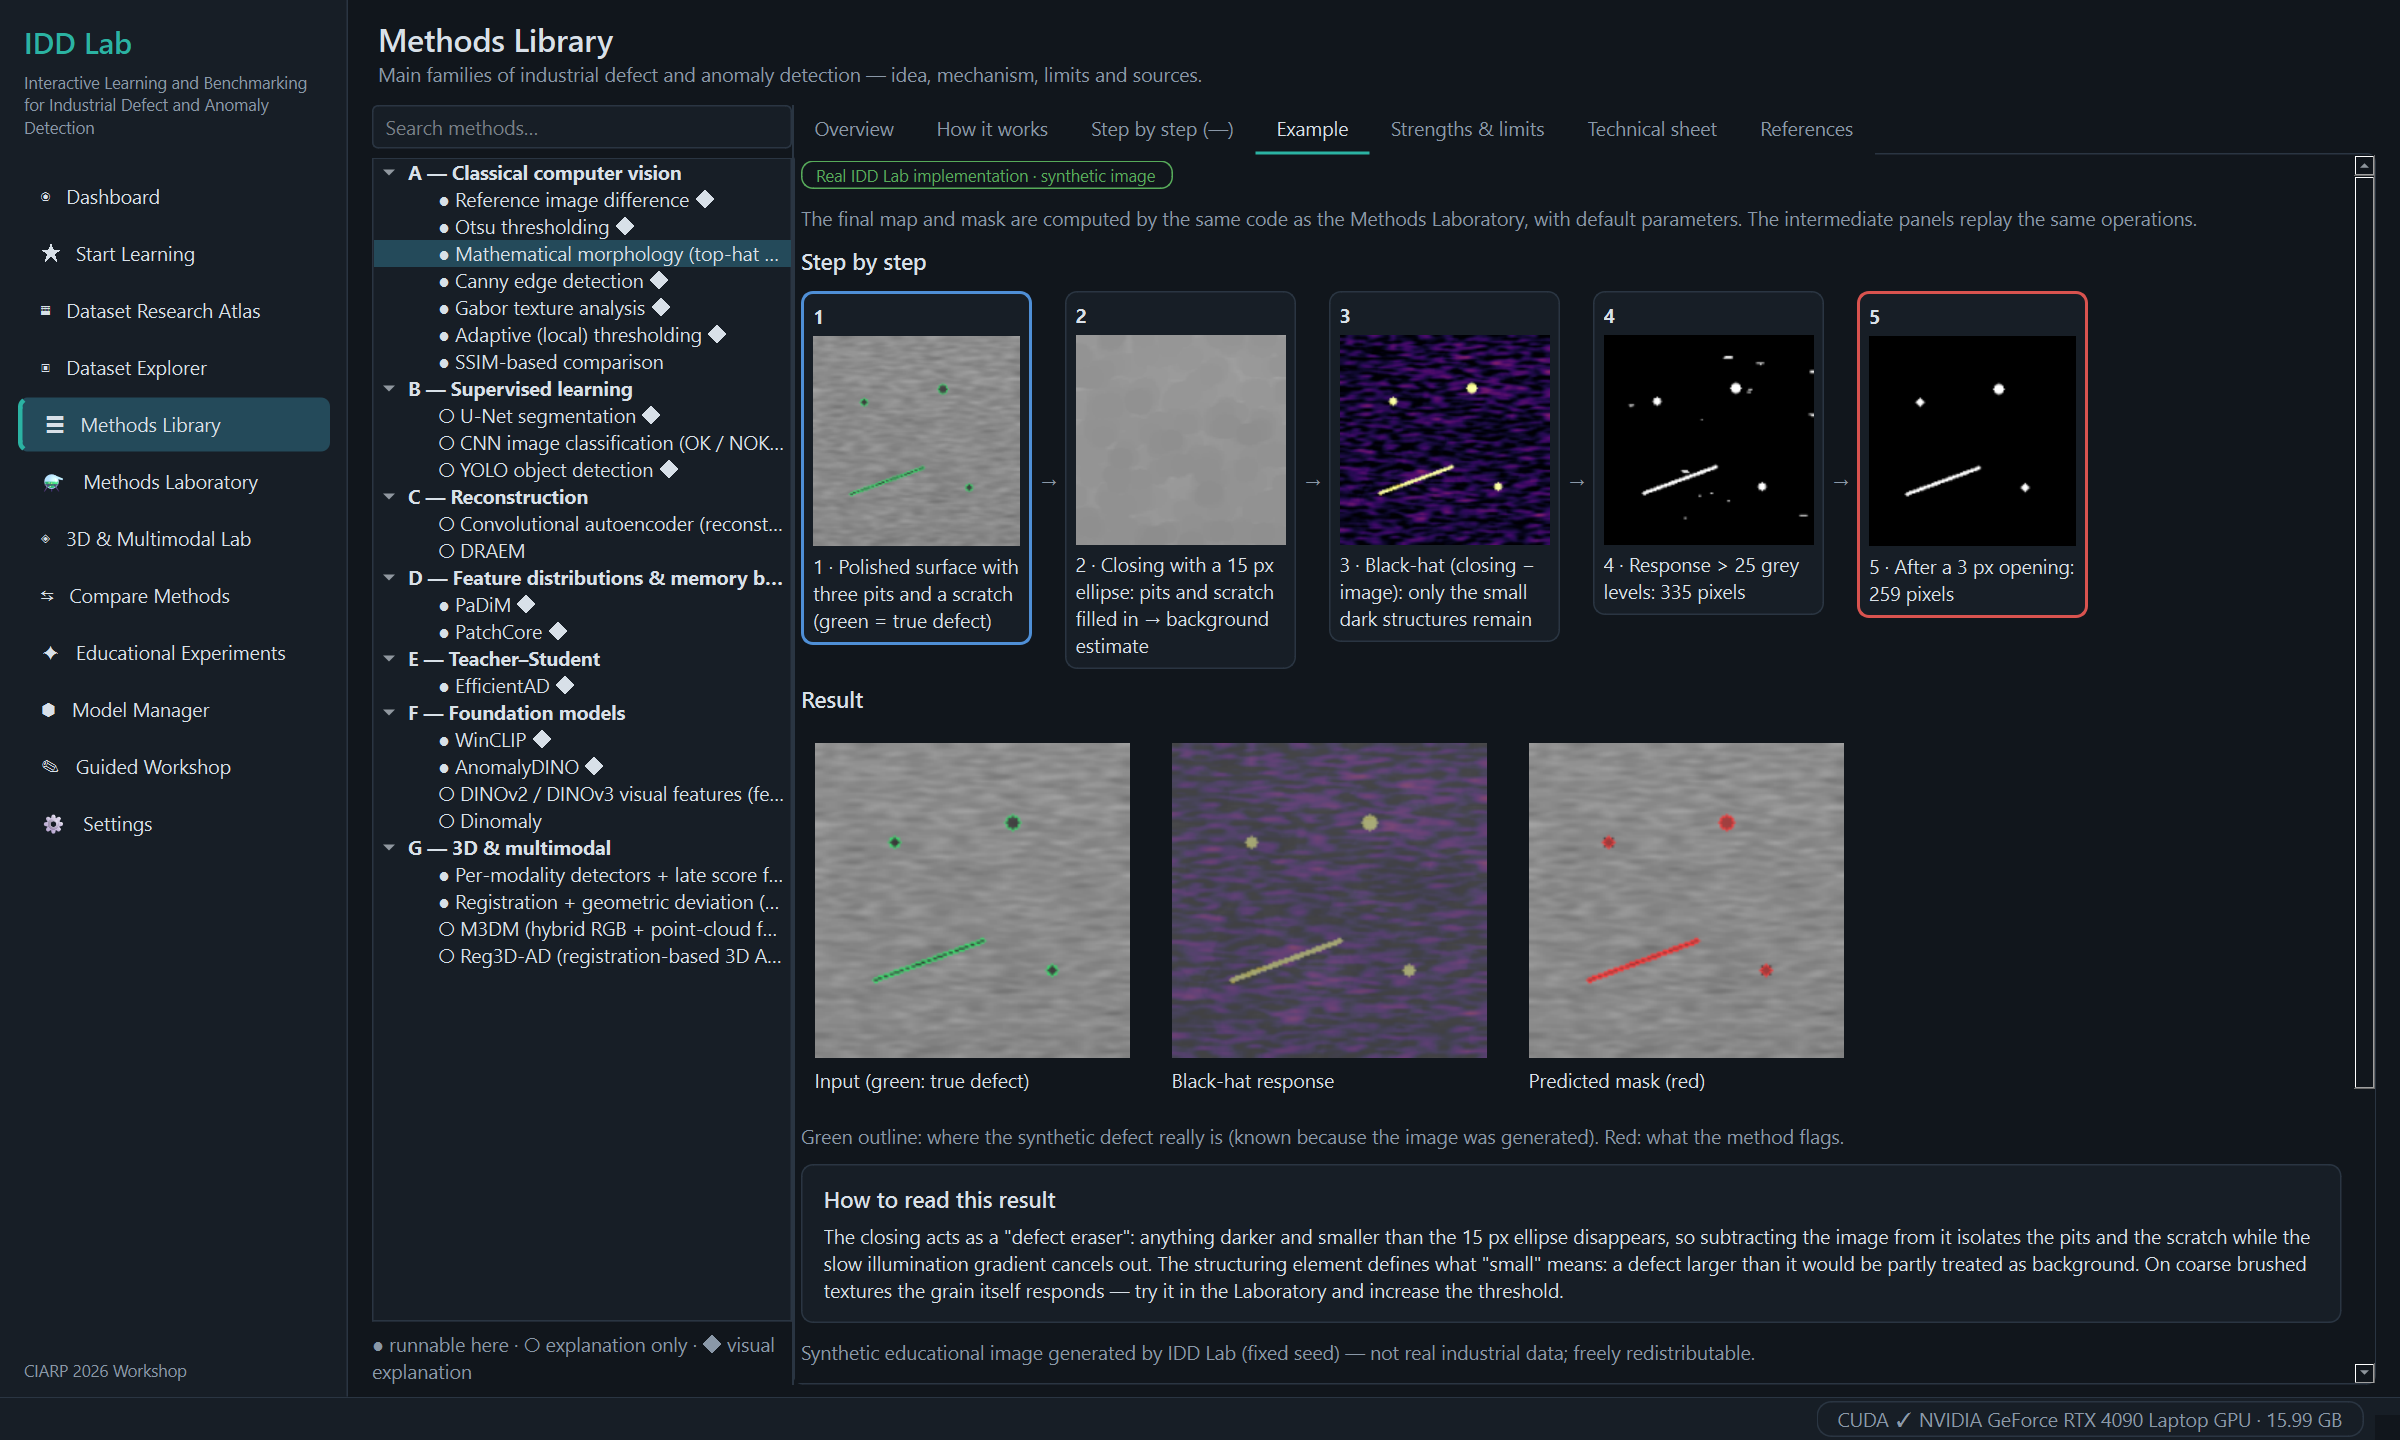 IDD Lab
Interactive Learning and Benchmarking
for Industrial Defect and Anomaly
Detection
Dashboard
Start Learning
Dataset Research Atlas
Dataset Explorer
Methods Library
Methods Laboratory
3D & Multimodal Lab
Compare Methods
Educational Experiments
Model Manager
Guided Workshop
Settings
CIARP 2026 Workshop
Methods Library
Main families of industrial defect and anomaly detection — idea, mechanism, limits and sources.
Search methods...
A — Classical computer vision
● Reference image difference ◆
● Otsu thresholding ◆
● Mathematical morphology (top-hat ...
● Canny edge detection ◆
● Gabor texture analysis ◆
● Adaptive (local) thresholding ◆
● SSIM-based comparison
B — Supervised learning
○ U-Net segmentation ◆
○ CNN image classification (OK / NOK...
○ YOLO object detection ◆
C — Reconstruction
○ Convolutional autoencoder (reconst...
○ DRAEM
D — Feature distributions & memory b...
● PaDiM ◆
● PatchCore ◆
E — Teacher–Student
● EfficientAD ◆
F — Foundation models
● WinCLIP ◆
● AnomalyDINO ◆
○ DINOv2 / DINOv3 visual features (fe...
○ Dinomaly
G — 3D & multimodal
● Per-modality detectors + late score f...
● Registration + geometric deviation (...
○ M3DM (hybrid RGB + point-cloud f...
○ Reg3D-AD (registration-based 3D A...
● runnable here · ○ explanation only · ◆ visual
explanation
Overview
How it works
Step by step (—)
Example
Strengths & limits
Technical sheet
References
Real IDD Lab implementation · synthetic image
The final map and mask are computed by the same code as the Methods Laboratory, with default parameters. The intermediate panels replay the same operations.
Step by step
1
1 · Polished surface with
three pits and a scratch
(green = true defect)
→
2
2 · Closing with a 15 px
ellipse: pits and scratch
filled in → background
estimate
→
3
3 · Black-hat (closing −
image): only the small
dark structures remain
→
4
4 · Response > 25 grey
levels: 335 pixels
→
5
5 · After a 3 px opening:
259 pixels
Result
Input (green: true defect)
Black-hat response
Predicted mask (red)
Green outline: where the synthetic defect really is (known because the image was generated). Red: what the method flags.
How to read this result
The closing acts as a "defect eraser": anything darker and smaller than the 15 px ellipse disappears, so subtracting the image from it isolates the pits and the scratch while the
slow illumination gradient cancels out. The structuring element defines what "small" means: a defect larger than it would be partly treated as background. On coarse brushed
textures the grain itself responds — try it in the Laboratory and increase the threshold.
Synthetic educational image generated by IDD Lab (fixed seed) — not real industrial data; freely redistributable.
CUDA ✓ NVIDIA GeForce RTX 4090 Laptop GPU · 15.99 GB